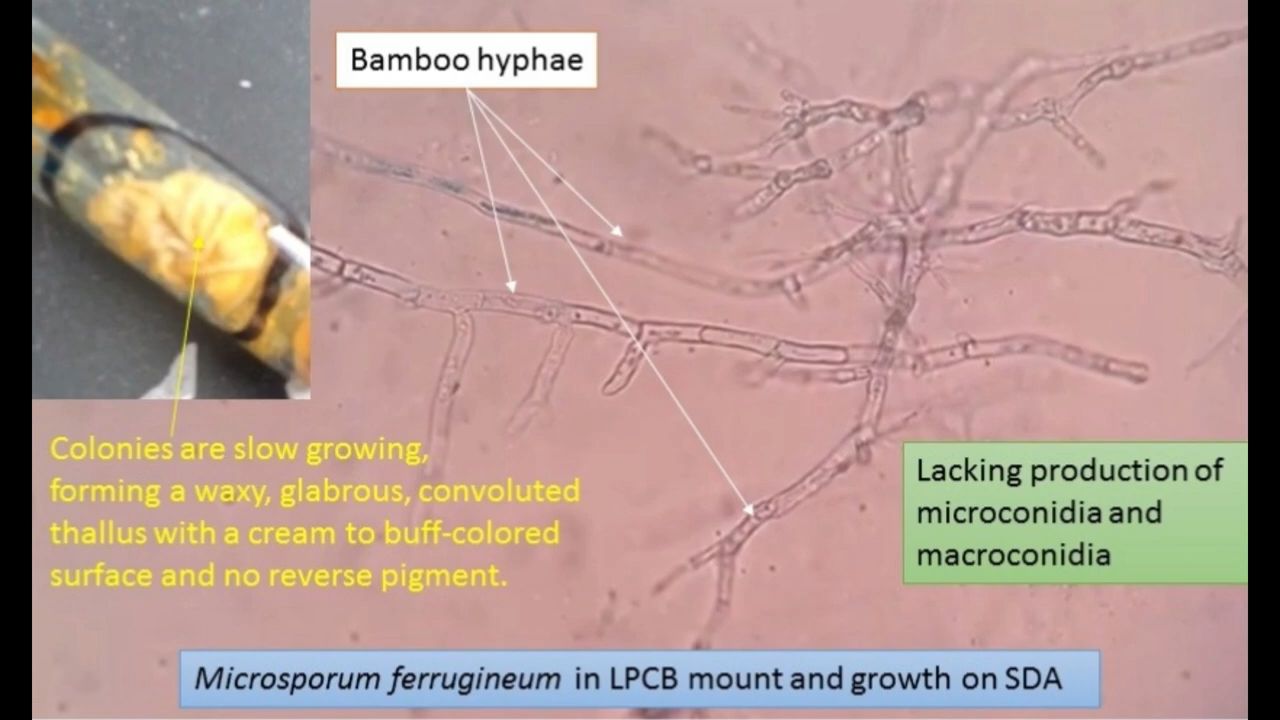 Bamboo hyphae
Colonies are slow growing,
forming a waxy, glabrous, convoluted
thallus with a cream to buff-colored
surface and no reverse pigment.
Lacking production of
microconidia and
macroconidia
Microsporum ferrugineum in LPCB mount and growth on SDA